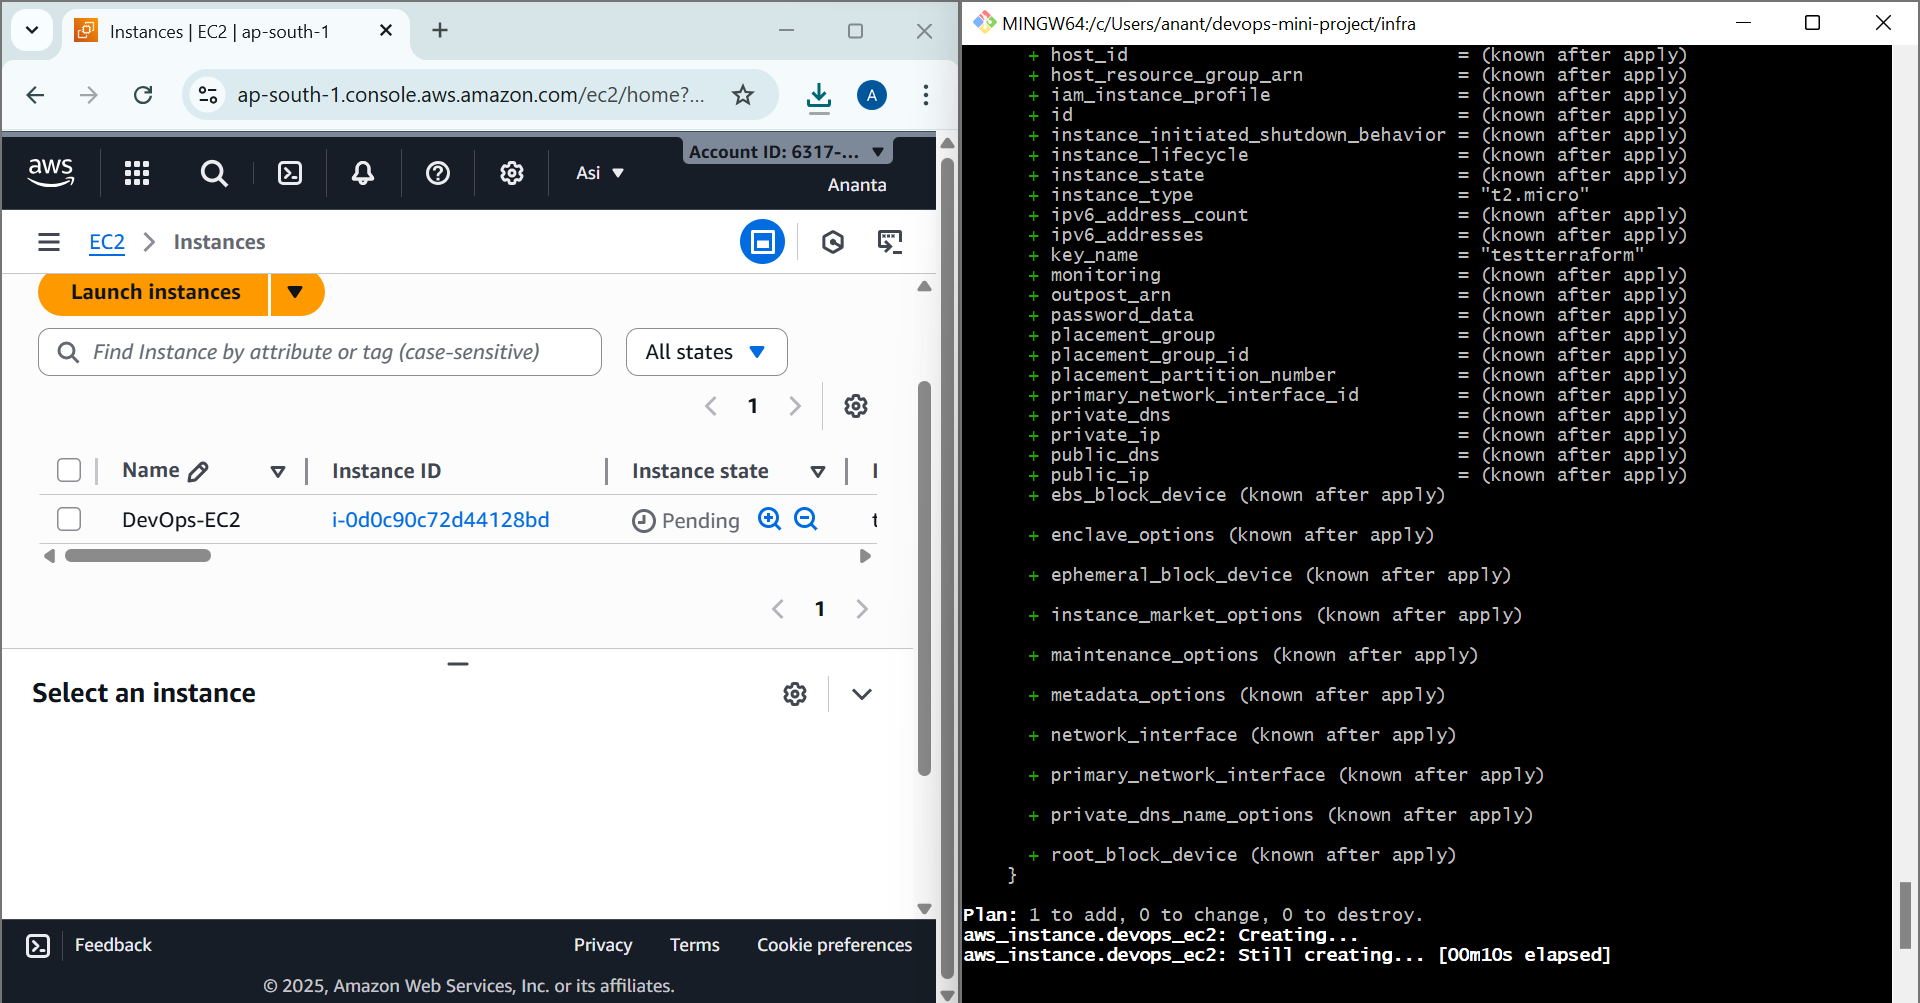 Instances | EC2 | ap-south-1
ap-south-1.console.aws.amazon.com/ec2/home?...
A
aws
Asi
Account ID: 6317-...
Ananta
EC2
Instances
Launch instances
Find Instance by attribute or tag (case-sensitive)
All states
1
Name
Instance ID
Instance state
DevOps-EC2
i-0d0c90c72d44128bd
Pending
t
1
Select an instance
Feedback
Privacy
Terms
Cookie preferences
© 2025, Amazon Web Services, Inc. or its affiliates.
MINGW64:/c/Users/anant/devops-mini-project/infra
+ host_id = (known after apply)
+ host_resource_group_arn = (known after apply)
+ iam_instance_profile = (known after apply)
+ id = (known after apply)
+ instance_initiated_shutdown_behavior = (known after apply)
+ instance_lifecycle = (known after apply)
+ instance_state = (known after apply)
+ instance_type = "t2.micro"
+ ipv6_address_count = (known after apply)
+ ipv6_addresses = (known after apply)
+ key_name = "testterraform"
+ monitoring = (known after apply)
+ outpost_arn = (known after apply)
+ password_data = (known after apply)
+ placement_group = (known after apply)
+ placement_group_id = (known after apply)
+ placement_partition_number = (known after apply)
+ primary_network_interface_id = (known after apply)
+ private_dns = (known after apply)
+ private_ip = (known after apply)
+ public_dns = (known after apply)
+ public_ip = (known after apply)
+ ebs_block_device (known after apply)
+ enclave_options (known after apply)
+ ephemeral_block_device (known after apply)
+ instance_market_options (known after apply)
+ maintenance_options (known after apply)
+ metadata_options (known after apply)
+ network_interface (known after apply)
+ primary_network_interface (known after apply)
+ private_dns_name_options (known after apply)
+ root_block_device (known after apply)
}
Plan: 1 to add, 0 to change, 0 to destroy.
aws_instance.devops_ec2: Creating...
aws_instance.devops_ec2: Still creating... [00m10s elapsed]